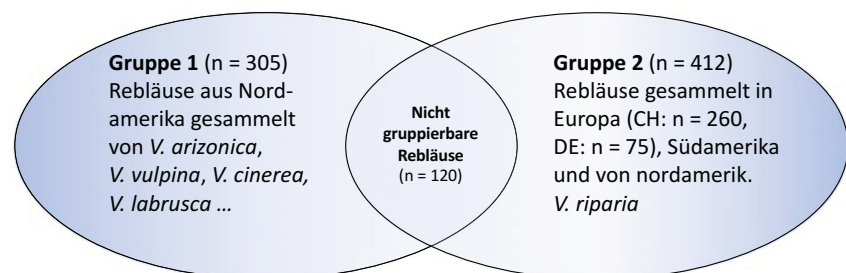 Gruppe 1 (n = 305)
Rebläuse aus Nord-
amerika gesammelt
von V. arizonica,
V. vulpina, V. cinerea,
V. labrusca ...
Nicht
gruppierbare
Rebläuse
(n = 120)
Gruppe 2 (n = 412)
Rebläuse gesammelt in
Europa (CH: n = 260,
DE: n = 75), Südamerika
und von nordamerik.
V. riparia